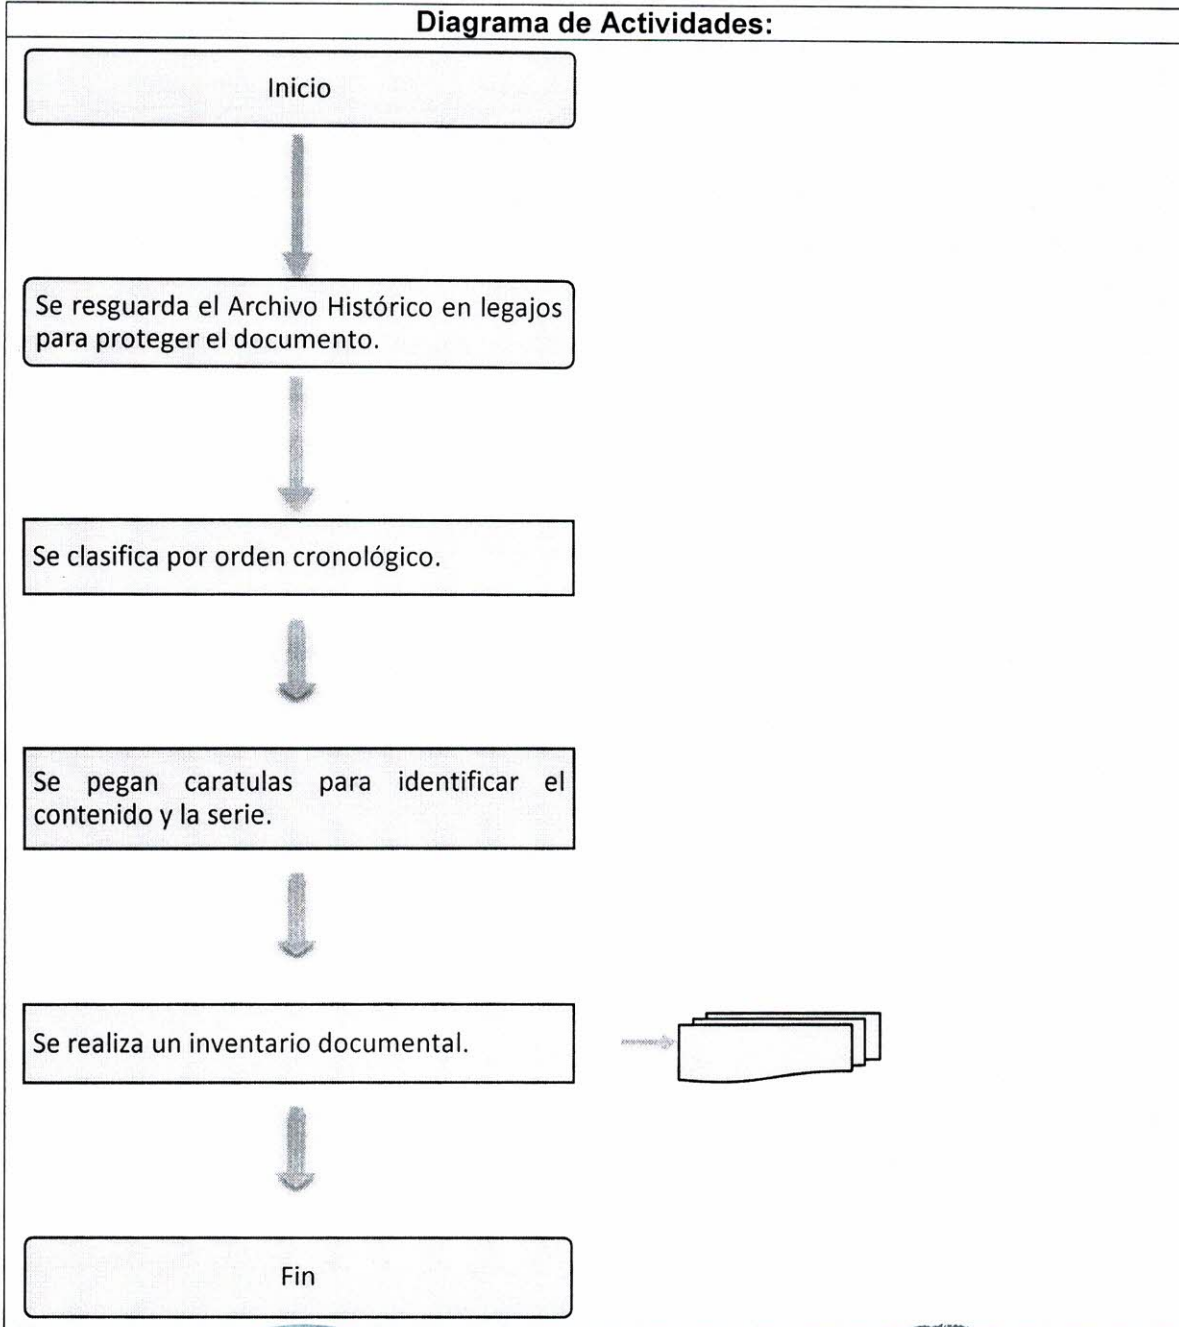 Diagrama de Actividades:
Inicio
Se resguarda el Archivo Histórico en legajos
para proteger el documento.
Se clasifica por orden cronológico.
Se pegan caratulas para identificar el
contenido y la serie.
Se realiza un inventario documental.
Fin